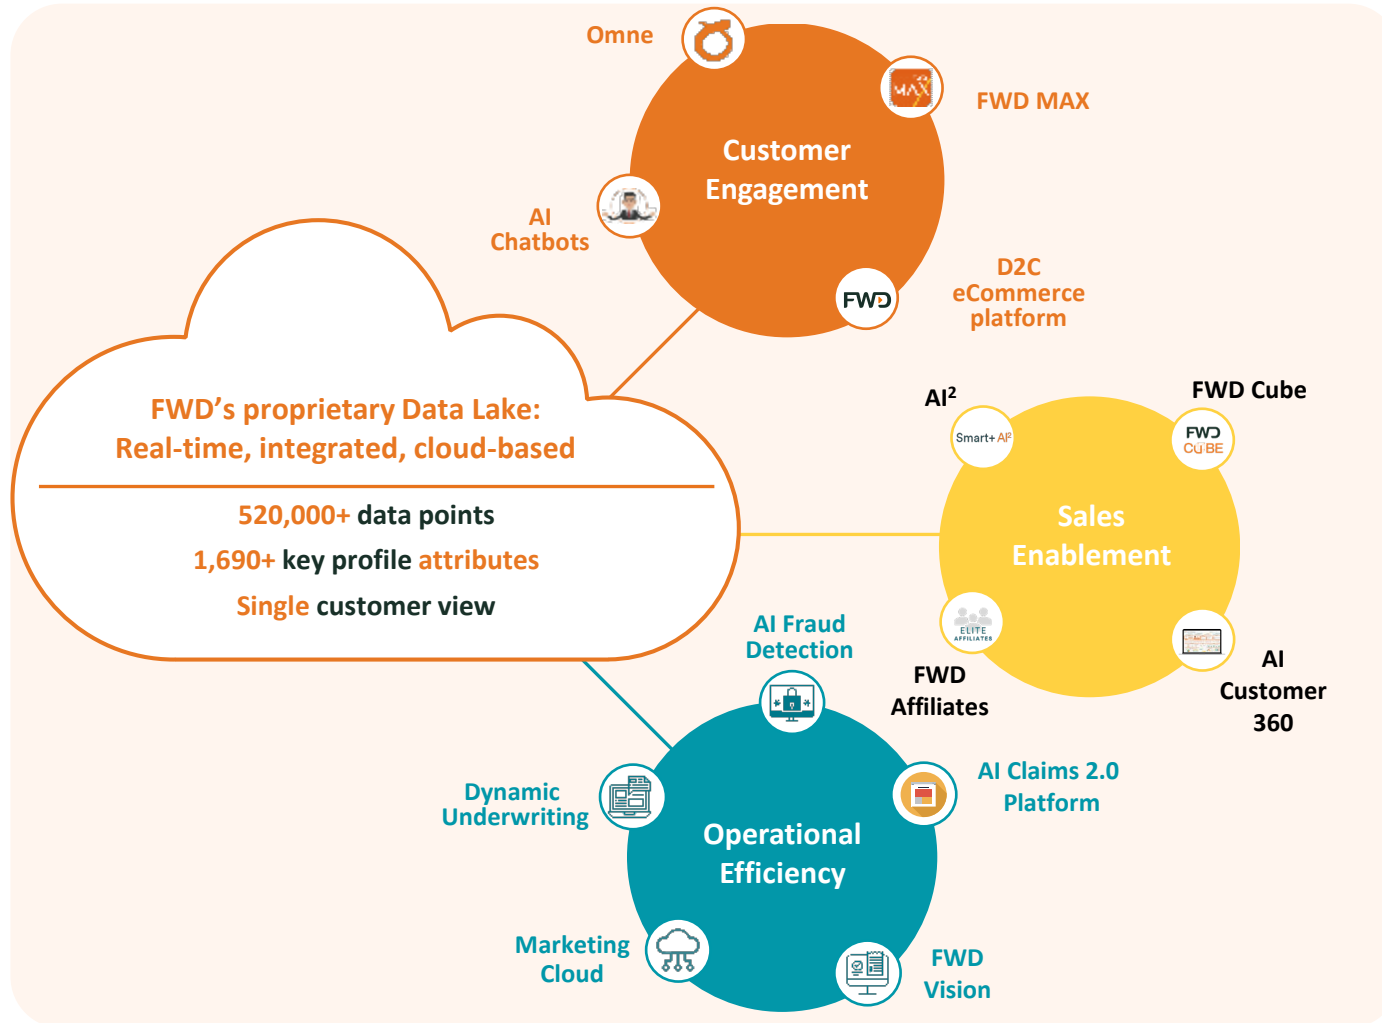 Omne
MAX
FWD MAX
Customer
Engagement
AI
Chatbots
FWD
D2C
eCommerce
platform
FWD's proprietary Data Lake:
Real-time, integrated, cloud-based
520,000+ data points
1,690+ key profile attributes
Single customer view
AI²
Smart+ AI²
FWD Cube
FWD
CUBE
Sales
Enablement
ELITE
AFFILIATES
FWD
Affiliates
AI
Customer
360
AI Fraud
Detection
Dynamic
Underwriting
AI Claims 2.0
Platform
Operational
Efficiency
Marketing
Cloud
FWD
Vision